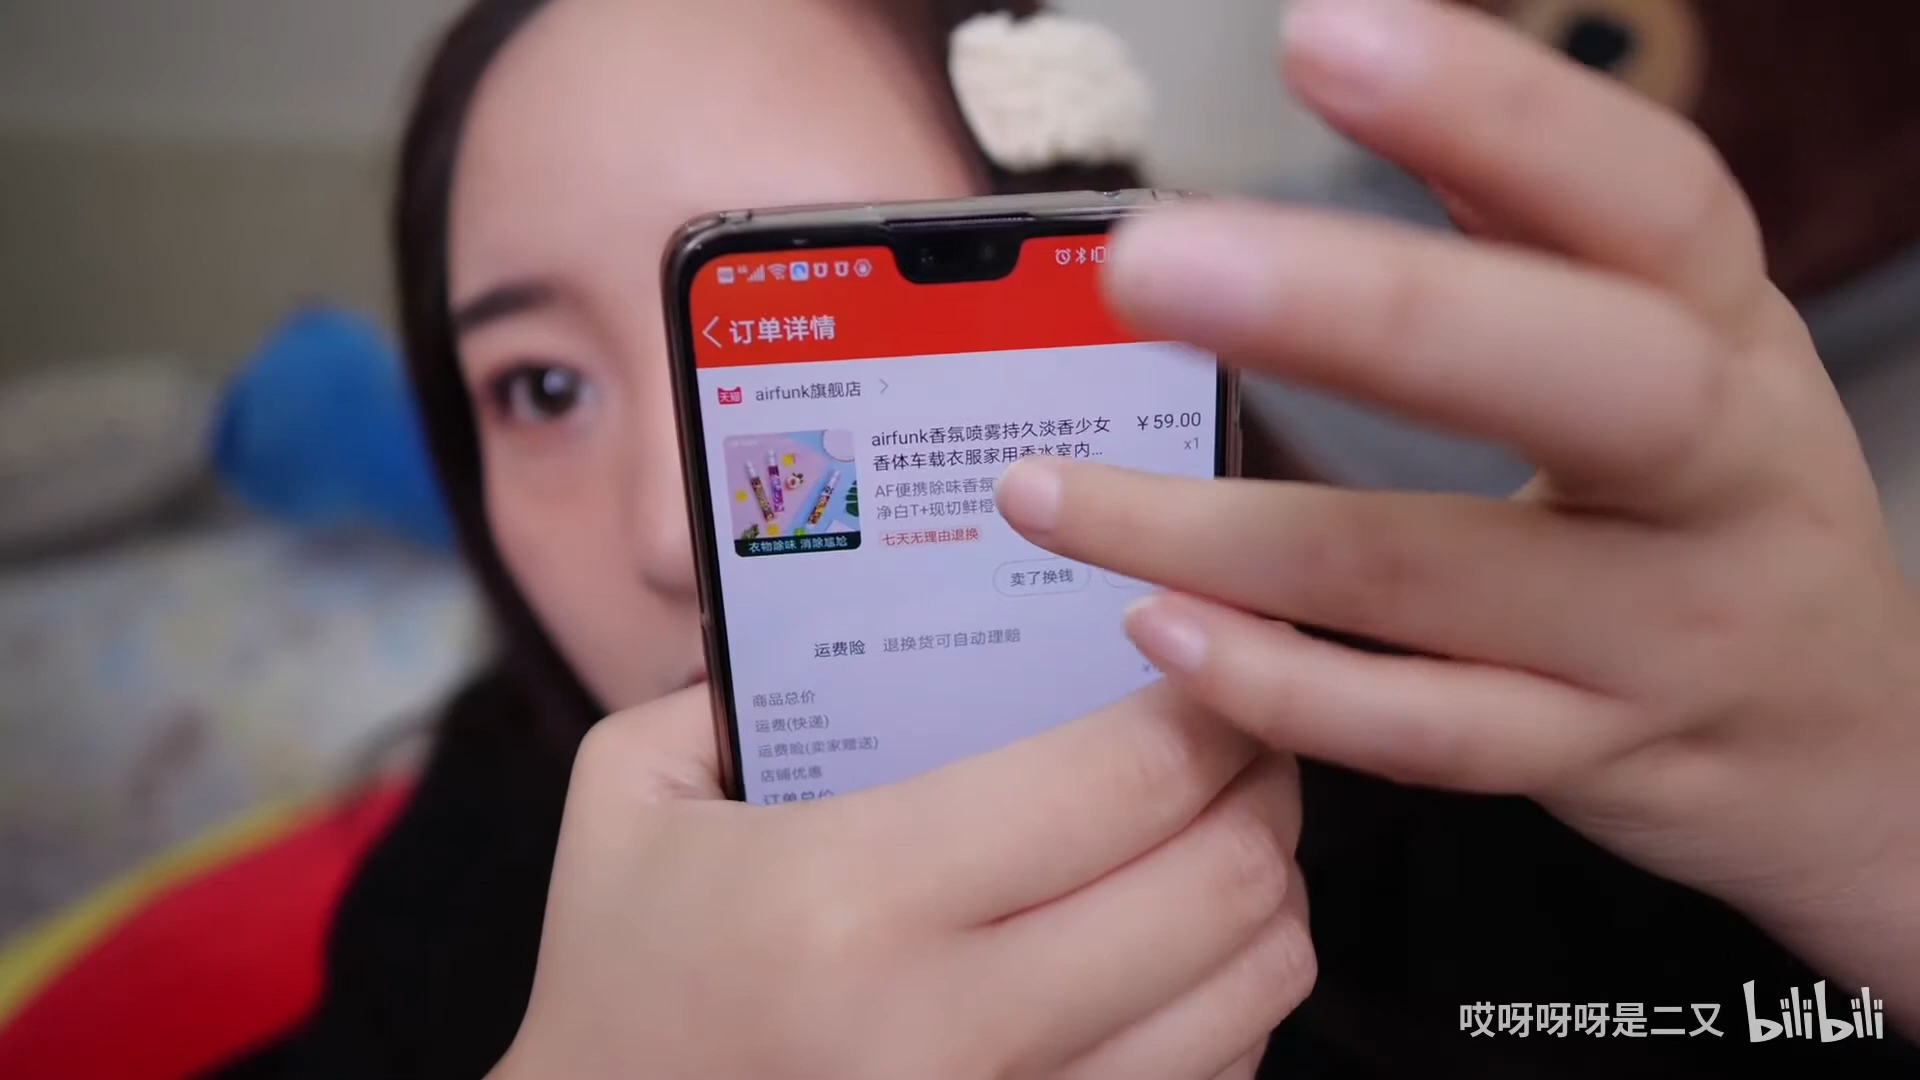 订单详情
天猫 airfunk旗舰店
airfunk香氛喷雾持久淡香少女
香体车载衣服家用香水室内...
¥59.00
x1
AF便携除味香氛
净白T+现切鲜橙
七天无理由退换
衣物除味 消除尴尬
卖了换钱
运费险 退换货可自动理赔
商品总价
运费(快递)
运费险(卖家赠送)
店铺优惠
订单总价
哎呀呀呀是二又 bilibili